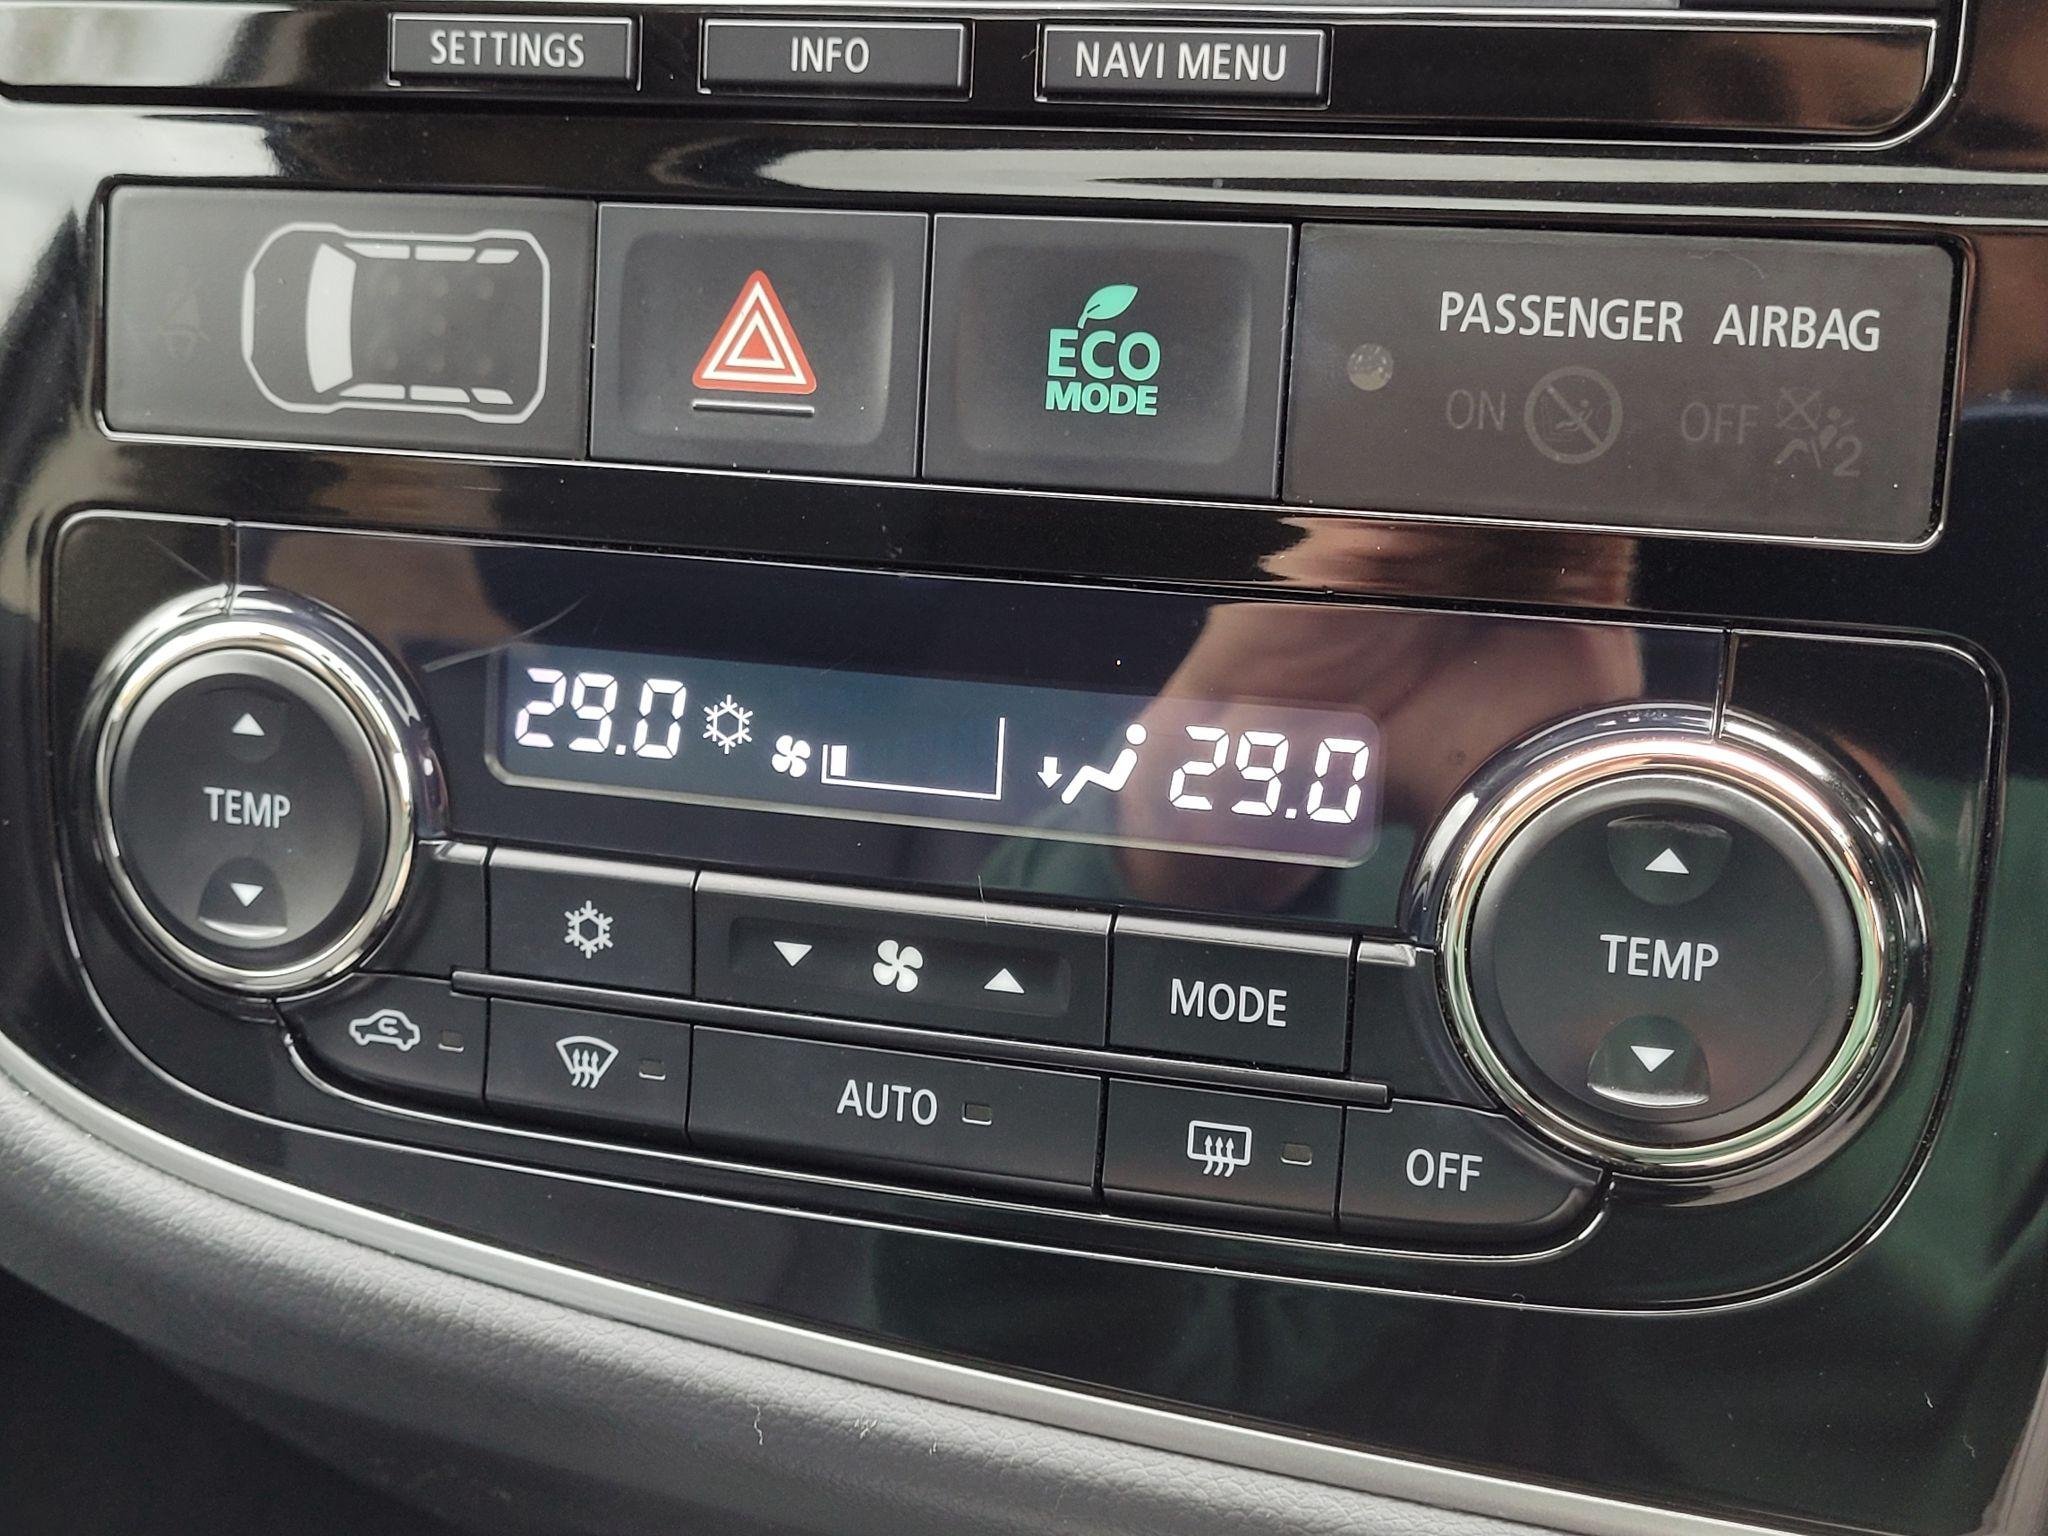 SETTINGS
INFO
NAVI MENU
ECO
MODE
PASSENGER AIRBAG
ON
OFF
2
29.0
29.0
TEMP
TEMP
MODE
AUTO
OFF